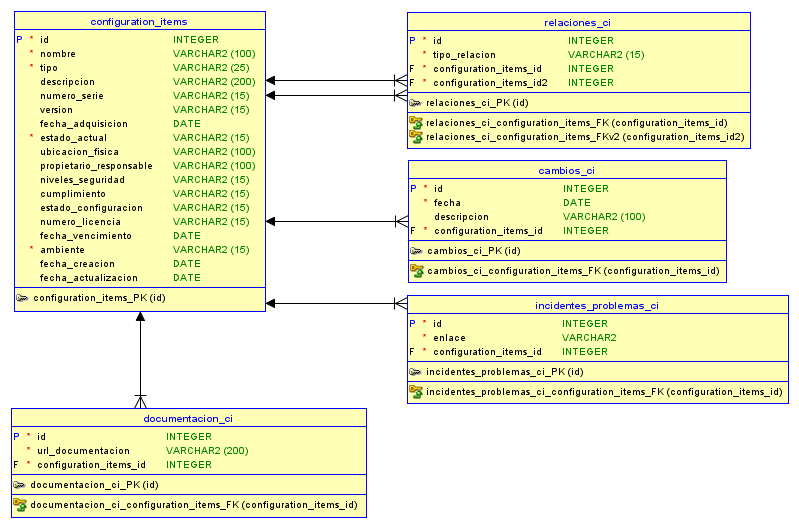 configuration_items
P * id INTEGER
* nombre VARCHAR2 (100)
* tipo VARCHAR2 (25)
descripcion VARCHAR2 (200)
numero_serie VARCHAR2 (15)
version VARCHAR2 (15)
fecha_adquisicion DATE
* estado_actual VARCHAR2 (15)
ubicacion_fisica VARCHAR2 (100)
propietario_responsable VARCHAR2 (100)
niveles_seguridad VARCHAR2 (15)
cumplimiento VARCHAR2 (15)
estado_configuracion VARCHAR2 (15)
numero_licencia VARCHAR2 (15)
fecha_vencimiento DATE
* ambiente VARCHAR2 (15)
fecha_creacion DATE
fecha_actualizacion DATE
configuration_items_PK (id)
relaciones_ci
P * id INTEGER
* tipo_relacion VARCHAR2 (15)
F * configuration_items_id INTEGER
F * configuration_items_id2 INTEGER
relaciones_ci_PK (id)
relaciones_ci_configuration_items_FK (configuration_items_id)
relaciones_ci_configuration_items_FKv2 (configuration_items_id2)
cambios_ci
P * id INTEGER
* fecha DATE
descripcion VARCHAR2 (100)
F * configuration_items_id INTEGER
cambios_ci_PK (id)
cambios_ci_configuration_items_FK (configuration_items_id)
incidentes_problemas_ci
P * id INTEGER
* enlace VARCHAR2
F * configuration_items_id INTEGER
incidentes_problemas_ci_PK (id)
incidentes_problemas_ci_configuration_items_FK (configuration_items_id)
documentacion_ci
P * id INTEGER
* url_documentacion VARCHAR2 (200)
F * configuration_items_id INTEGER
documentacion_ci_PK (id)
documentacion_ci_configuration_items_FK (configuration_items_id)